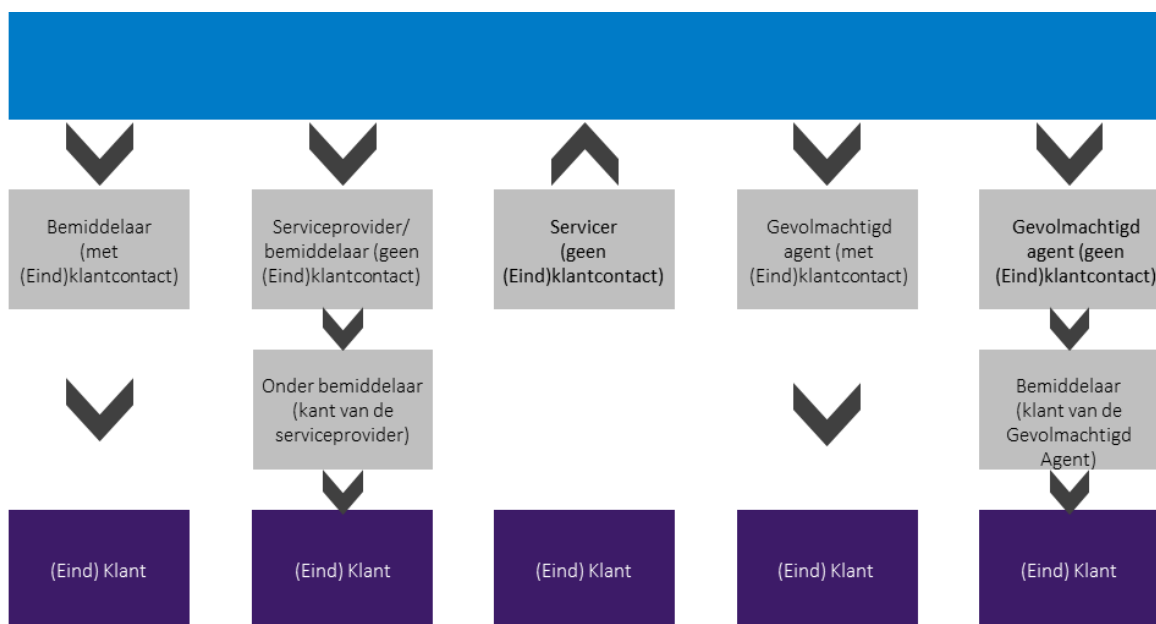 Bemiddelaar
(met
(Eind)klantcontact)
Serviceprovider/
bemiddelaar (geen
(Eind)klantcontact)
Servicer
(geen
(Eind)klantcontact)
Gevolmachtigd
agent (met
(Eind)klantcontact)
Gevolmachtigd
agent (geen
(Eind)klantcontact)
Onder bemiddelaar
(kant van de
serviceprovider)
Bemiddelaar
(klant van de
Gevolmachtigd
Agent)
(Eind) Klant
(Eind) Klant
(Eind) Klant
(Eind) Klant
(Eind) Klant